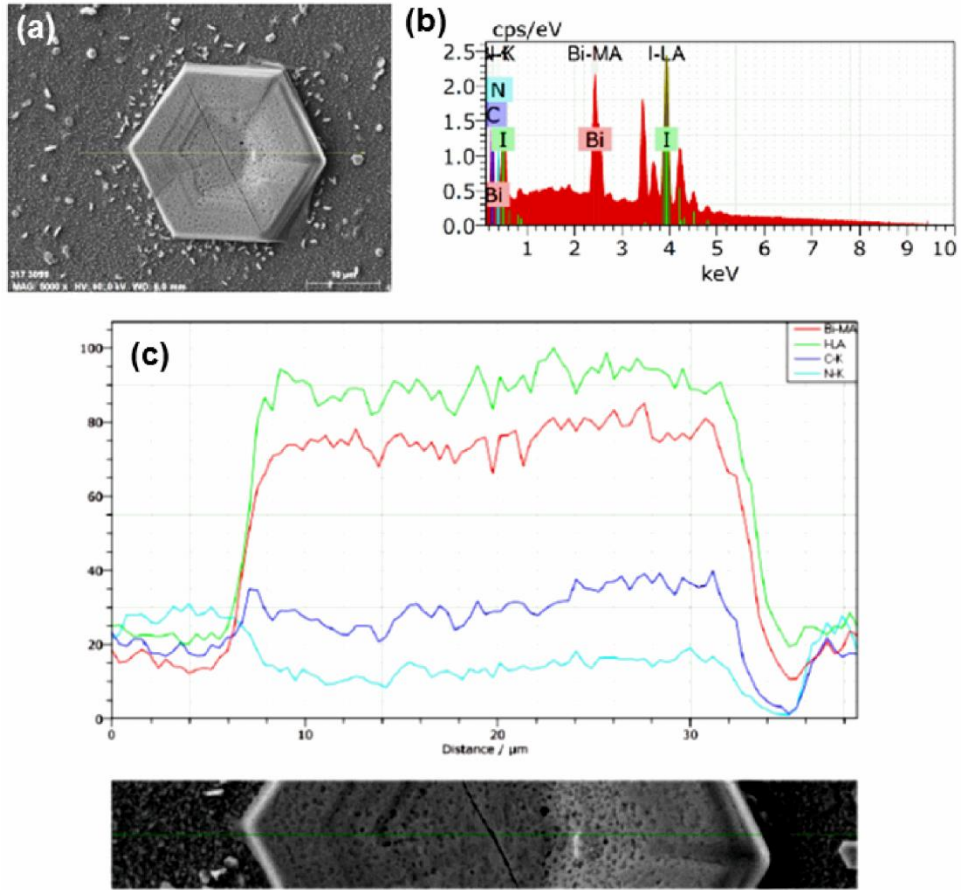 (a)
317 3099
MAG: 5000 x HV: 10.0 kV WD: 6.0 mm
10 µm
(b)
cps/eV
Bi-MA I-LA
2.5
2.0
1.5
1.0
0.5
0.0
N
C
I
Bi
Bi
I
1 2 3 4 5 6 7 8 9 10
keV
(c)
Bi-MA
I-LA
C-K
N-K
100
80
60
40
20
0
0 10 20 30
Distance / µm